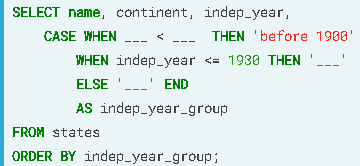 SELECT name, continent, indep_year,
CASE WHEN ___ < ___ THEN 'before 1900'
WHEN indep_year <= 1930 THEN '___'
ELSE '___' END
AS indep_year_group
FROM states
ORDER BY indep_year_group;